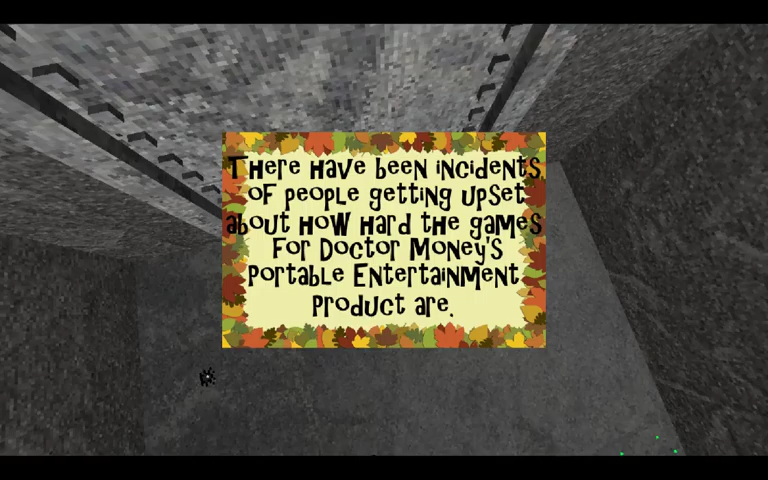 There have been incidents
of people getting upset
about how hard the games
for Doctor Money's
Portable Entertainment
Product are.